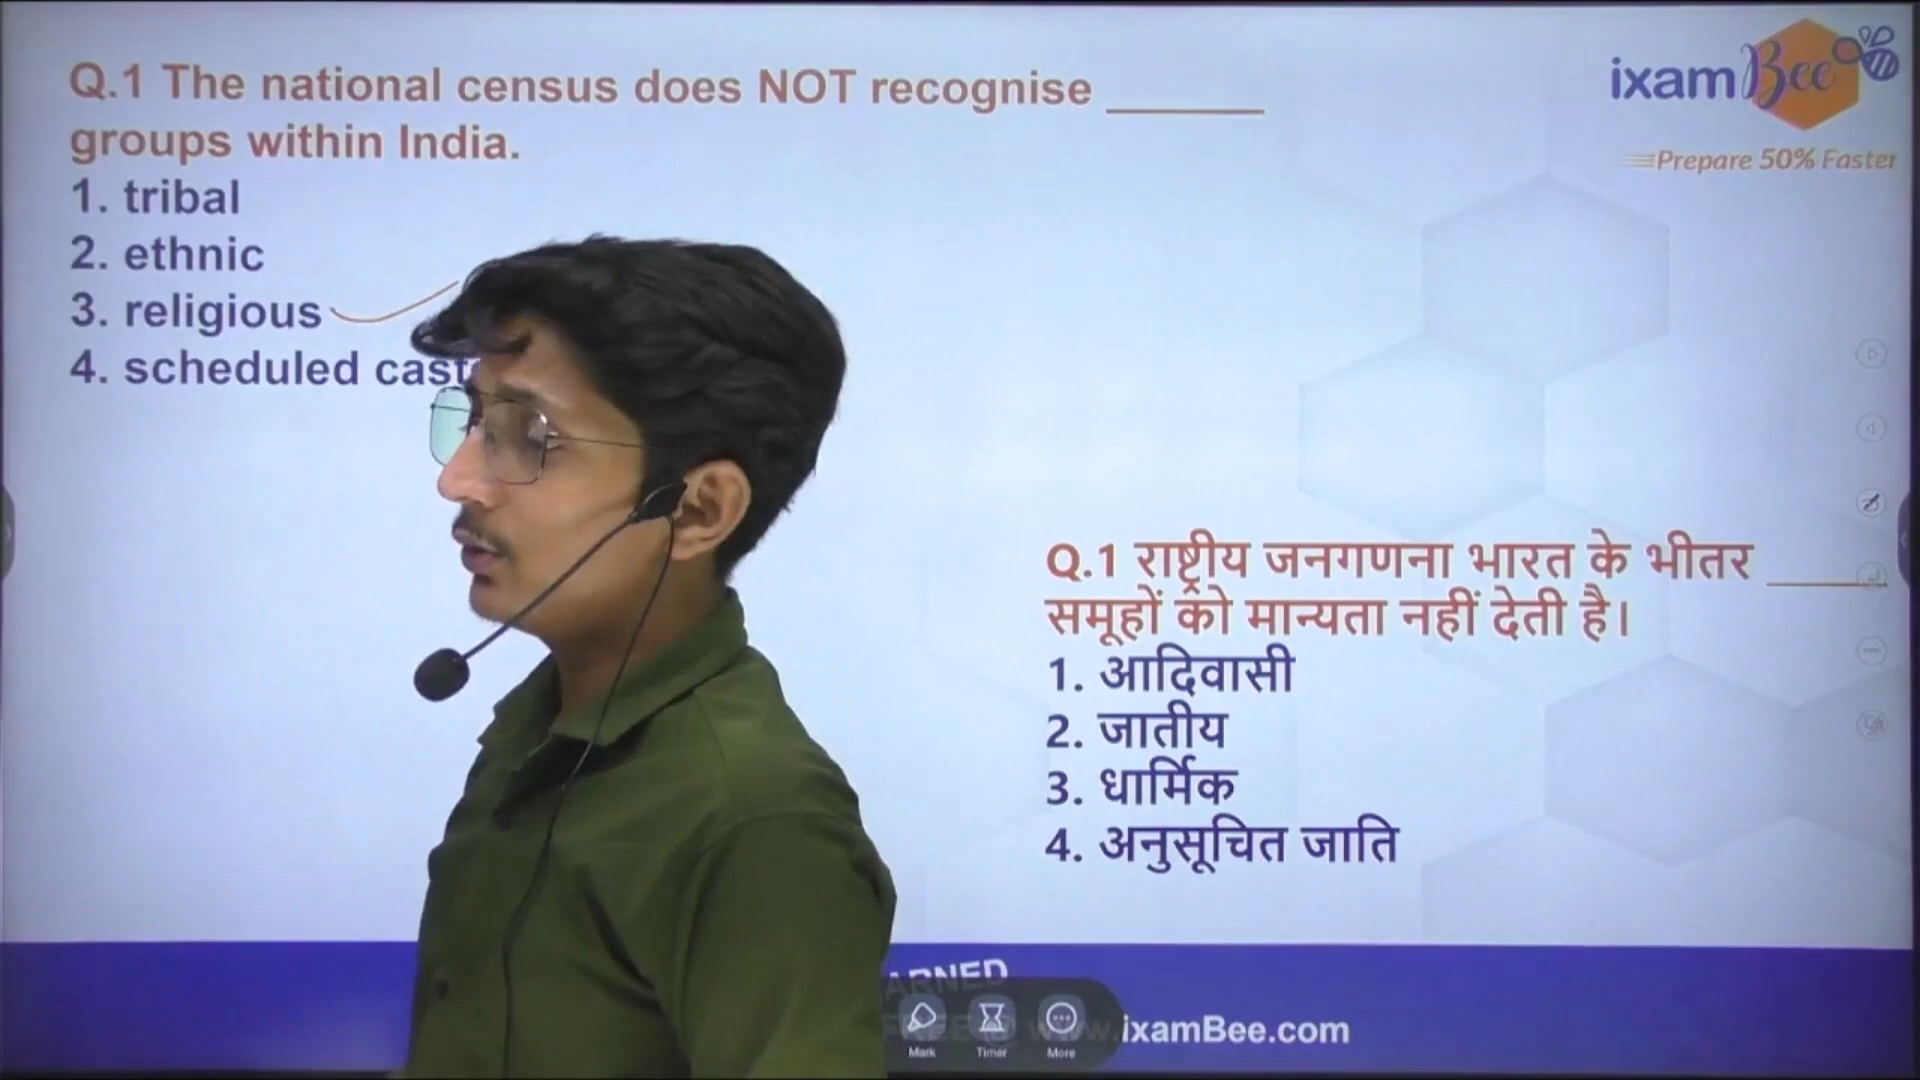 Q.1 The national census does NOT recognise ______
groups within India.
1. tribal
2. ethnic
3. religious
4. scheduled
ixamBee
Prepare 50% Faster
Q.1 राष्ट्रीय जनगणना भारत के भीतर ______
समूहों को मान्यता नहीं देती है।
1. आदिवासी
2. जातीय
3. धार्मिक
4. अनुसूचित जाति
www.ixamBee.com
Mark Timer More